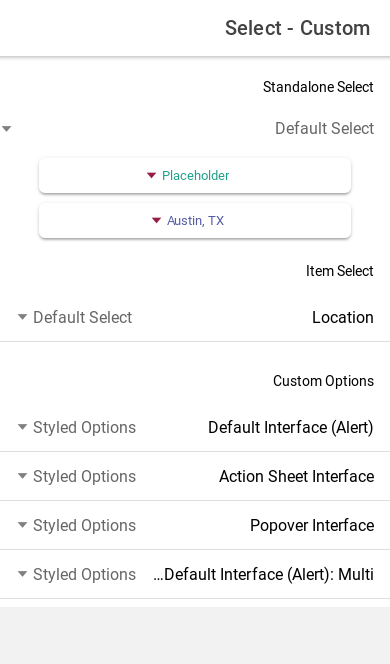 Select - Custom
Standalone Select
Default Select
Placeholder
Austin, TX
Item Select
Location
Default Select
Custom Options
Default Interface (Alert)
Styled Options
Action Sheet Interface
Styled Options
Popover Interface
Styled Options
...Default Interface (Alert): Multi
Styled Options